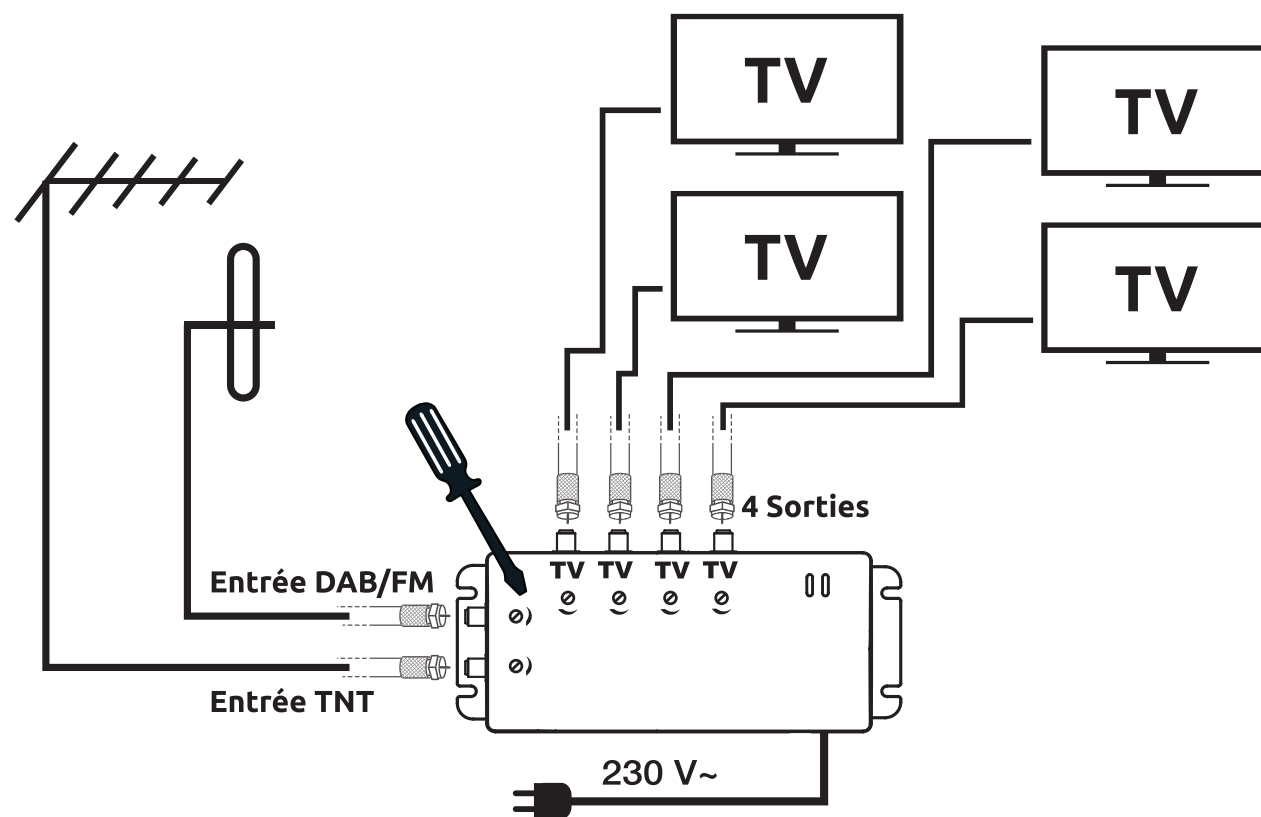 TV
TV
TV
TV
4 Sorties
TV TV TV TV
Entrée DAB/FM
Entrée TNT
230 V~